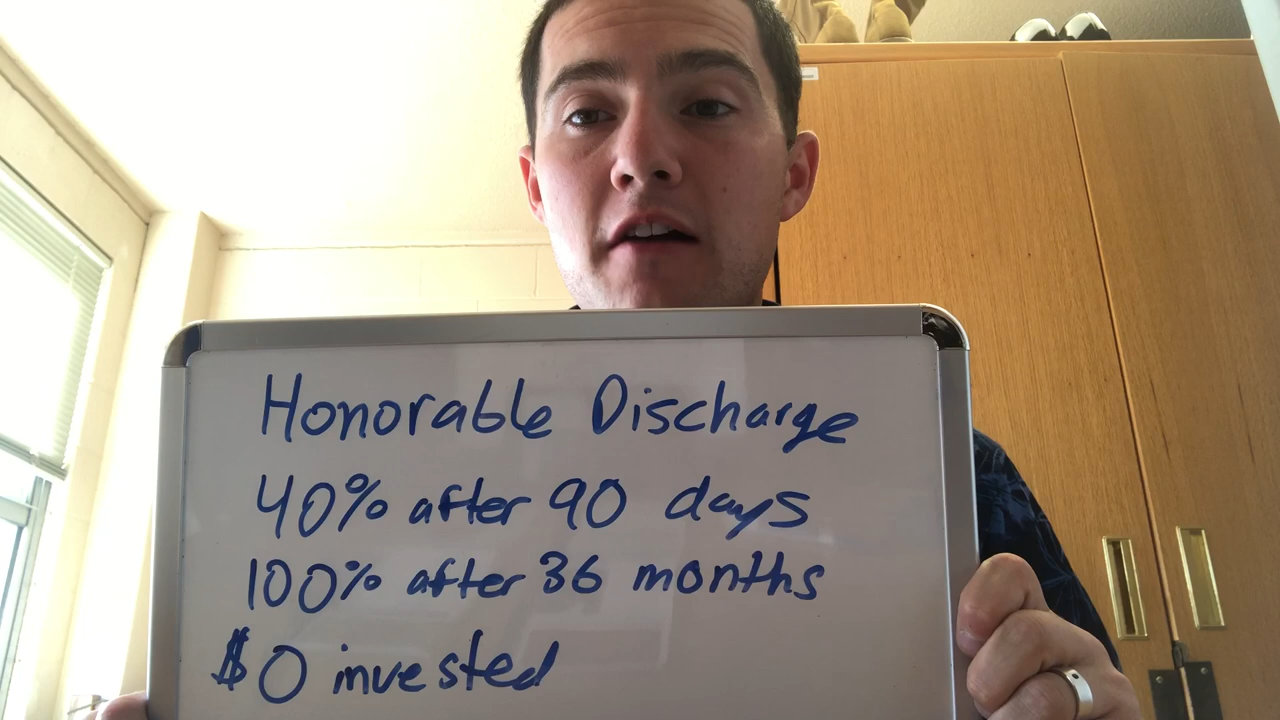 Honorable Discharge
40% after 90 days
100% after 36 months
$0 invested